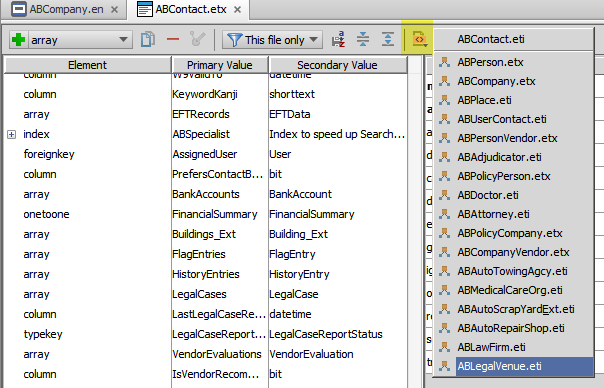 ABCompany.en ABContact.etx
array This file only
Element Primary Value Secondary Value
datetime
column KeywordKanji shorttext
array EFTRecords EFTData
index ABSpecialist Index to speed up Search...
foreignkey AssignedUser User
column PrefersContactB... bit
array BankAccounts BankAccount
onetoone FinancialSummary FinancialSummary
array Buildings_Ext Building_Ext
array FlagEntries FlagEntry
array HistoryEntries HistoryEntry
array LegalCases LegalCase
column LastLegalCaseRe... datetime
typekey LegalCaseReport... LegalCaseReportStatus
array VendorEvaluations VendorEvaluation
column IsVendorRecom... bit
ABContact.eti
ABPerson.etx
ABCompany.etx
ABPlace.eti
ABUserContact.eti
ABPersonVendor.etx
ABAdjudicator.eti
ABPolicyPerson.etx
ABDoctor.eti
ABAttorney.eti
ABPolicyCompany.etx
ABCompanyVendor.etx
ABAutoTowingAgcy.eti
ABMedicalCareOrg.eti
ABAutoScrapYardExt.eti
ABAutoRepairShop.eti
ABLawFirm.eti
ABLegalVenue.eti